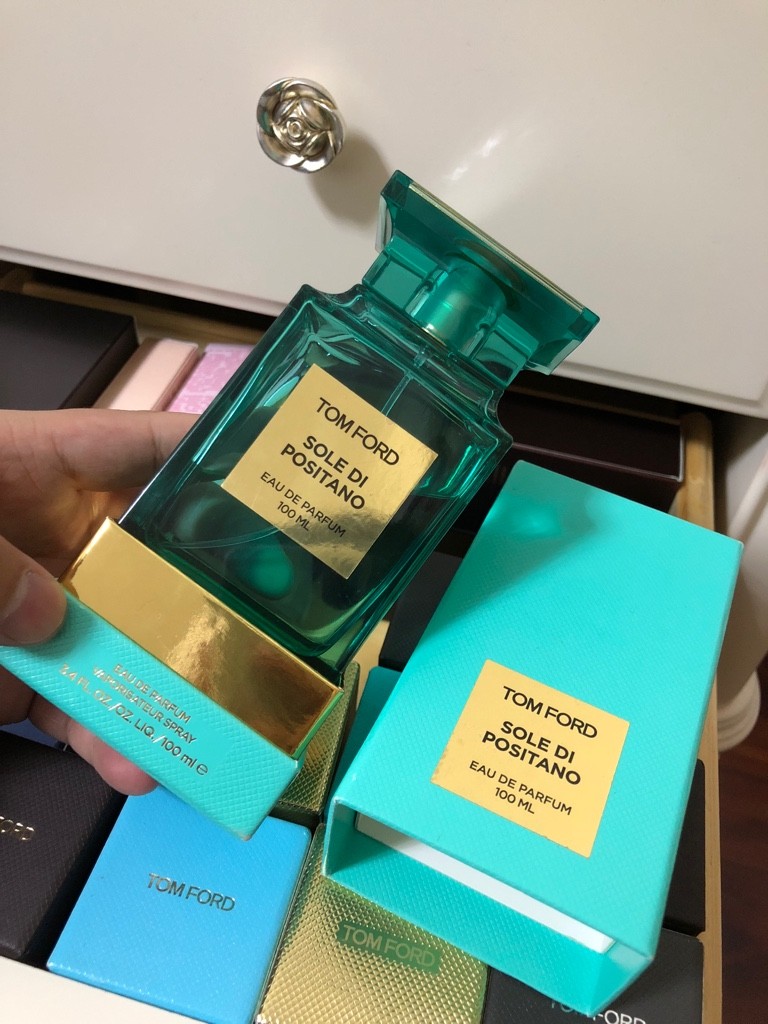 TOM FORD
SOLE DI
POSITANO
EAU DE PARFUM
100 ML
EAU DE PARFUM
VAPORISATEUR SPRAY
3.4 FL. OZ./OZ. LIQ./100 ml e
TOM FORD
SOLE DI
POSITANO
EAU DE PARFUM
100 ML
TOM FORD
TOM FORD